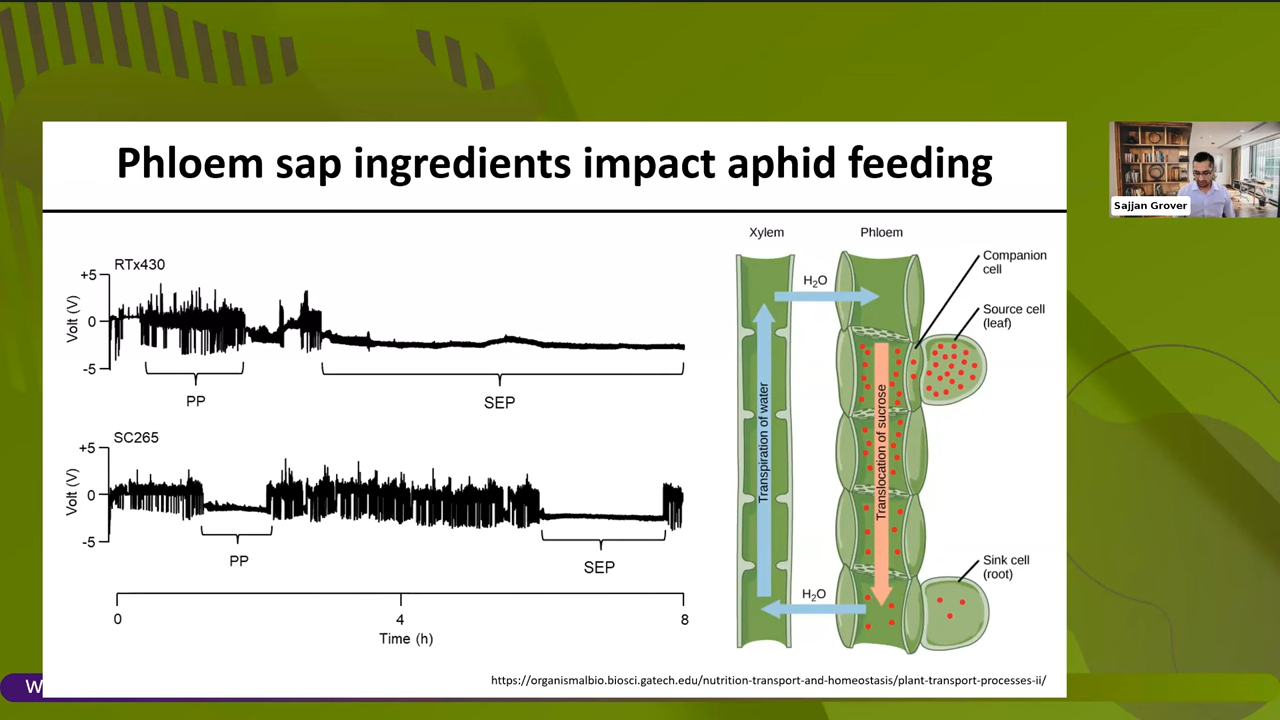 Phloem sap ingredients impact aphid feeding
Sajjan Grover
RTx430
+5
0
-5
Volt (V)
PP
SEP
SC265
+5
0
-5
Volt (V)
PP
SEP
0
4
8
Time (h)
Xylem
Phloem
H₂O
Companion
cell
Source cell
(leaf)
Transpiration of water
Translocation of sucrose
Sink cell
(root)
H₂O
https://organismalbio.biosci.gatech.edu/nutrition-transport-and-homeostasis/plant-transport-processes-ii/
W